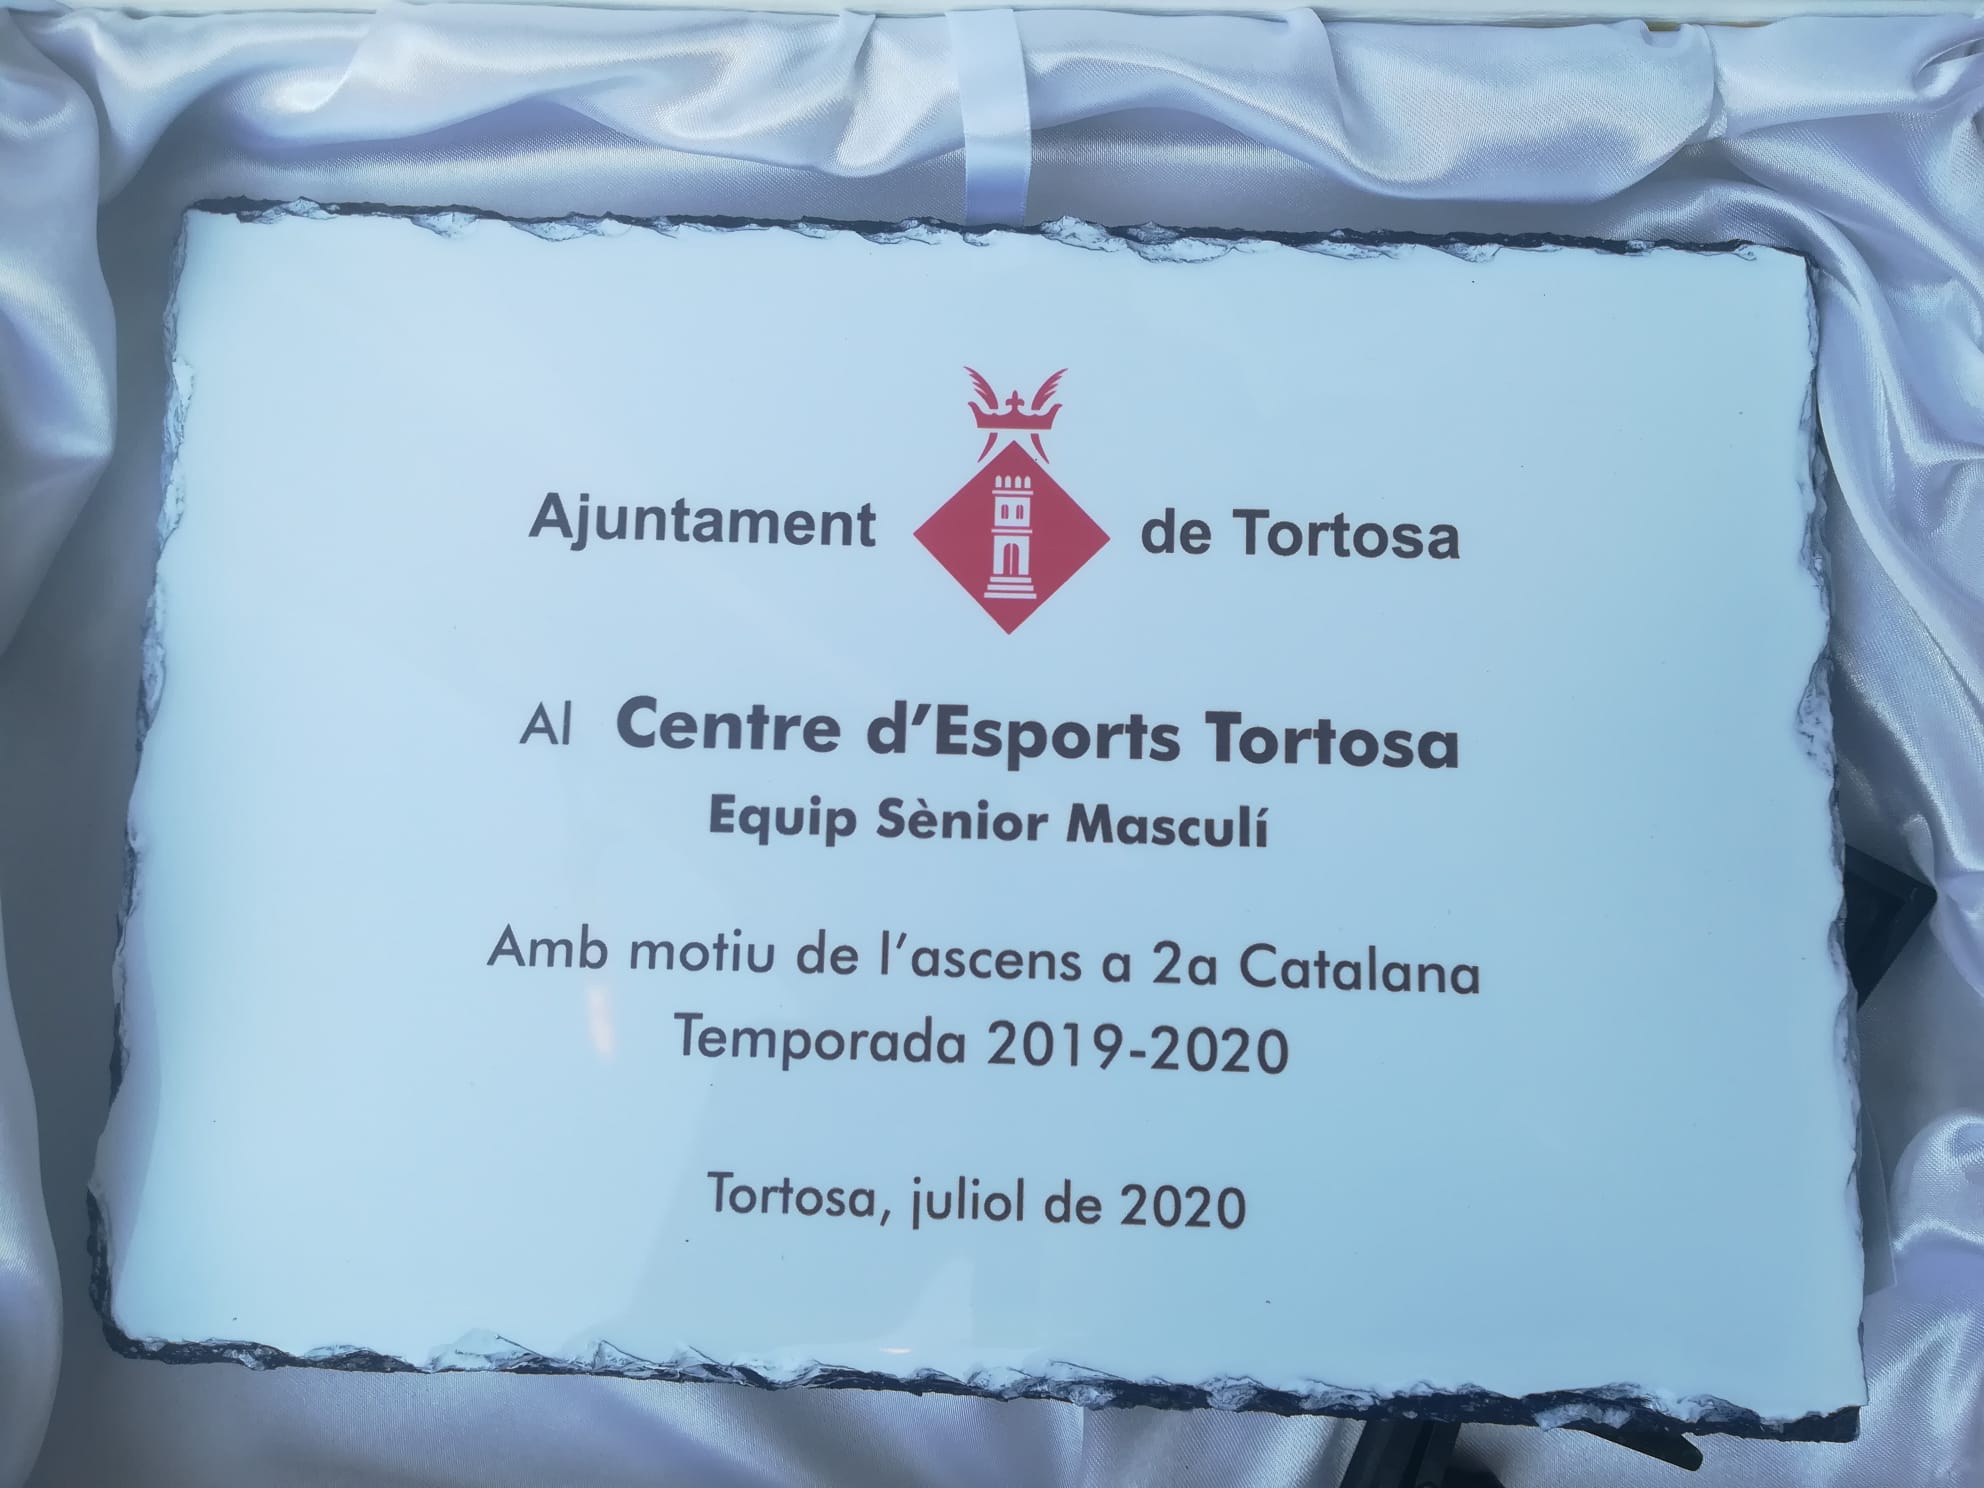 Ajuntament de Tortosa
Al Centre d'Esports Tortosa
Equip Sènior Masculí
Amb motiu de l'ascens a 2a Catalana
Temporada 2019-2020
Tortosa, juliol de 2020